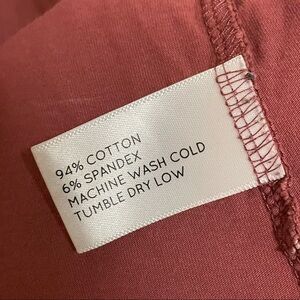 94% COTTON
6% SPANDEX
MACHINE WASH COLD
TUMBLE DRY LOW